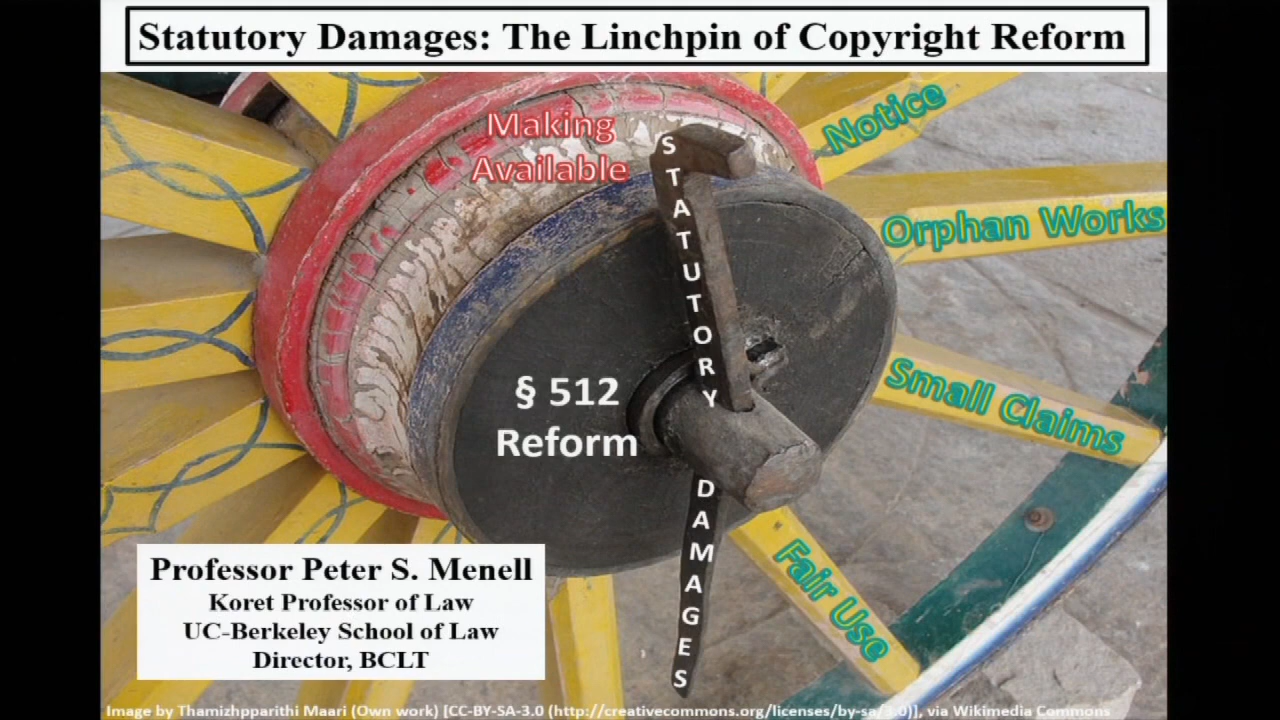 Statutory Damages: The Linchpin of Copyright Reform
Making
Available
STATUTORY
DAMAGES
Notice
Orphan Works
Small Claims
Fair Use
§ 512
Reform
Professor Peter S. Menell
Koret Professor of Law
UC-Berkeley School of Law
Director, BCLT
Image by Thamizhpparithi Maari (Own work) [CC-BY-SA-3.0 (http://creativecommons.org/licenses/by-sa/3.0)], via Wikimedia Commons